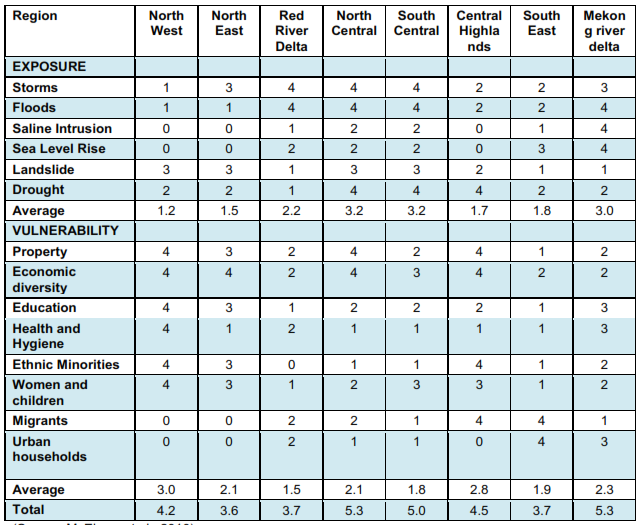 Region North North Red North South Central South Mekon
West East River Central Central Highla East g river
Delta nds delta
EXPOSURE
Storms 1 3 4 4 4 2 2 3
Floods 1 1 4 4 4 2 2 4
Saline Intrusion 0 0 1 2 2 0 1 4
Sea Level Rise 0 0 2 2 2 0 3 4
Landslide 3 3 1 3 3 2 1 1
Drought 2 2 1 4 4 4 2 2
Average 1.2 1.5 2.2 3.2 3.2 1.7 1.8 3.0
VULNERABILITY
Property 4 3 2 4 2 4 1 2
Economic 4 4 2 4 3 4 2 2
diversity
Education 4 3 1 2 2 2 1 3
Health and 4 1 2 1 1 1 1 3
Hygiene
Ethnic Minorities 4 3 0 1 1 4 1 2
Women and 4 3 1 2 3 3 1 2
children
Migrants 0 0 2 2 1 4 4 1
Urban 0 0 2 1 1 0 4 3
households
Average 3.0 2.1 1.5 2.1 1.8 2.8 1.9 2.3
Total 4.2 3.6 3.7 5.3 5.0 4.5 3.7 5.3